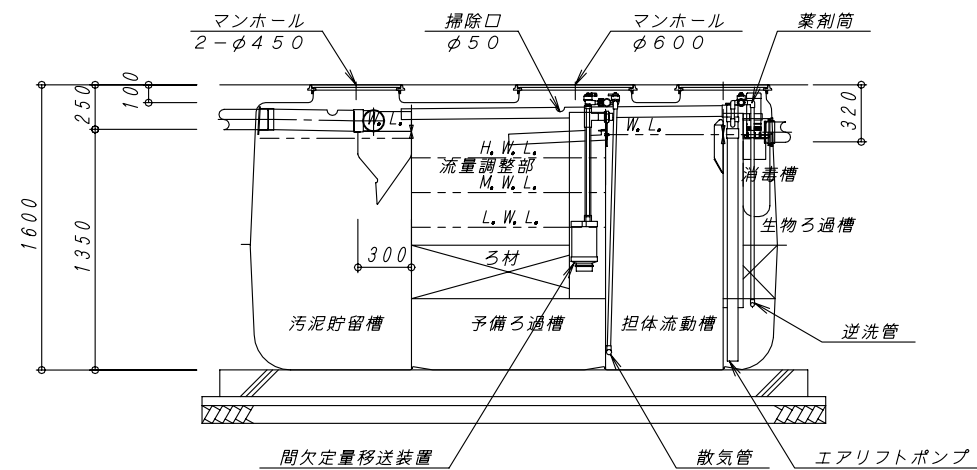 マンホール
2-φ450
掃除口
φ50
マンホール
φ600
薬剤筒
100
250
320
1600
1350
W.L.
W.L.
H.W.L.
流量調整部
M.W.L.
L.W.L.
消毒槽
生物ろ過槽
300
ろ材
汚泥貯留槽
予備ろ過槽
担体流動槽
逆洗管
間欠定量移送装置
散気管
エアリフトポンプ